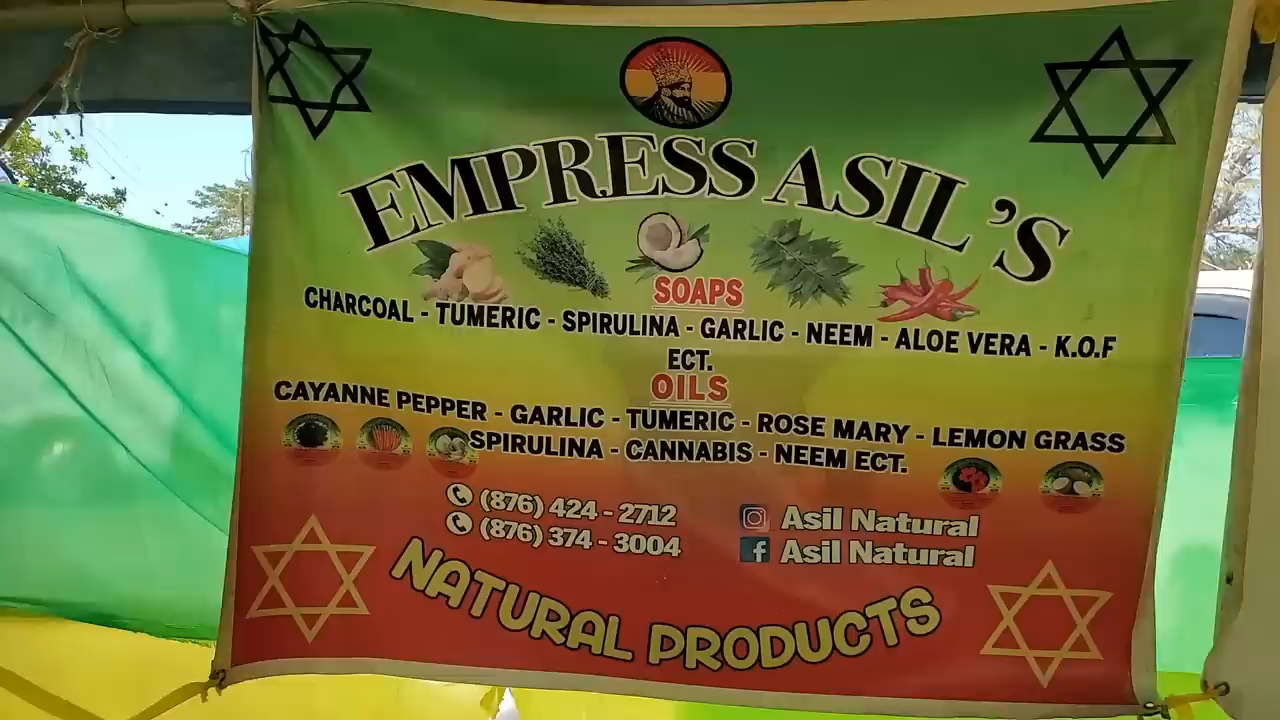 EMPRESS ASIL'S
SOAPS
CHARCOAL - TUMERIC - SPIRULINA - GARLIC - NEEM - ALOE VERA - K.O.F
ECT.
OILS
CAYANNE PEPPER - GARLIC - TUMERIC - ROSE MARY - LEMON GRASS
SPIRULINA - CANNABIS - NEEM ECT.
(876) 424 - 2712
(876) 374 - 3004
Asil Natural
Asil Natural
NATURAL PRODUCTS